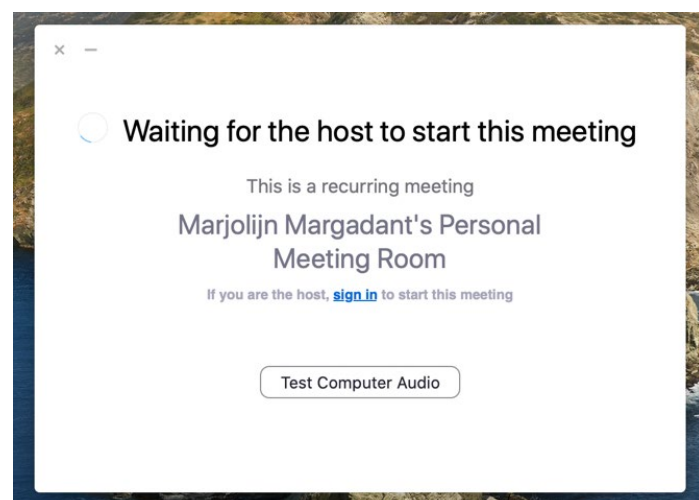 Waiting for the host to start this meeting
This is a recurring meeting
Marjolijn Margadant's Personal
Meeting Room
If you are the host, sign in to start this meeting
Test Computer Audio